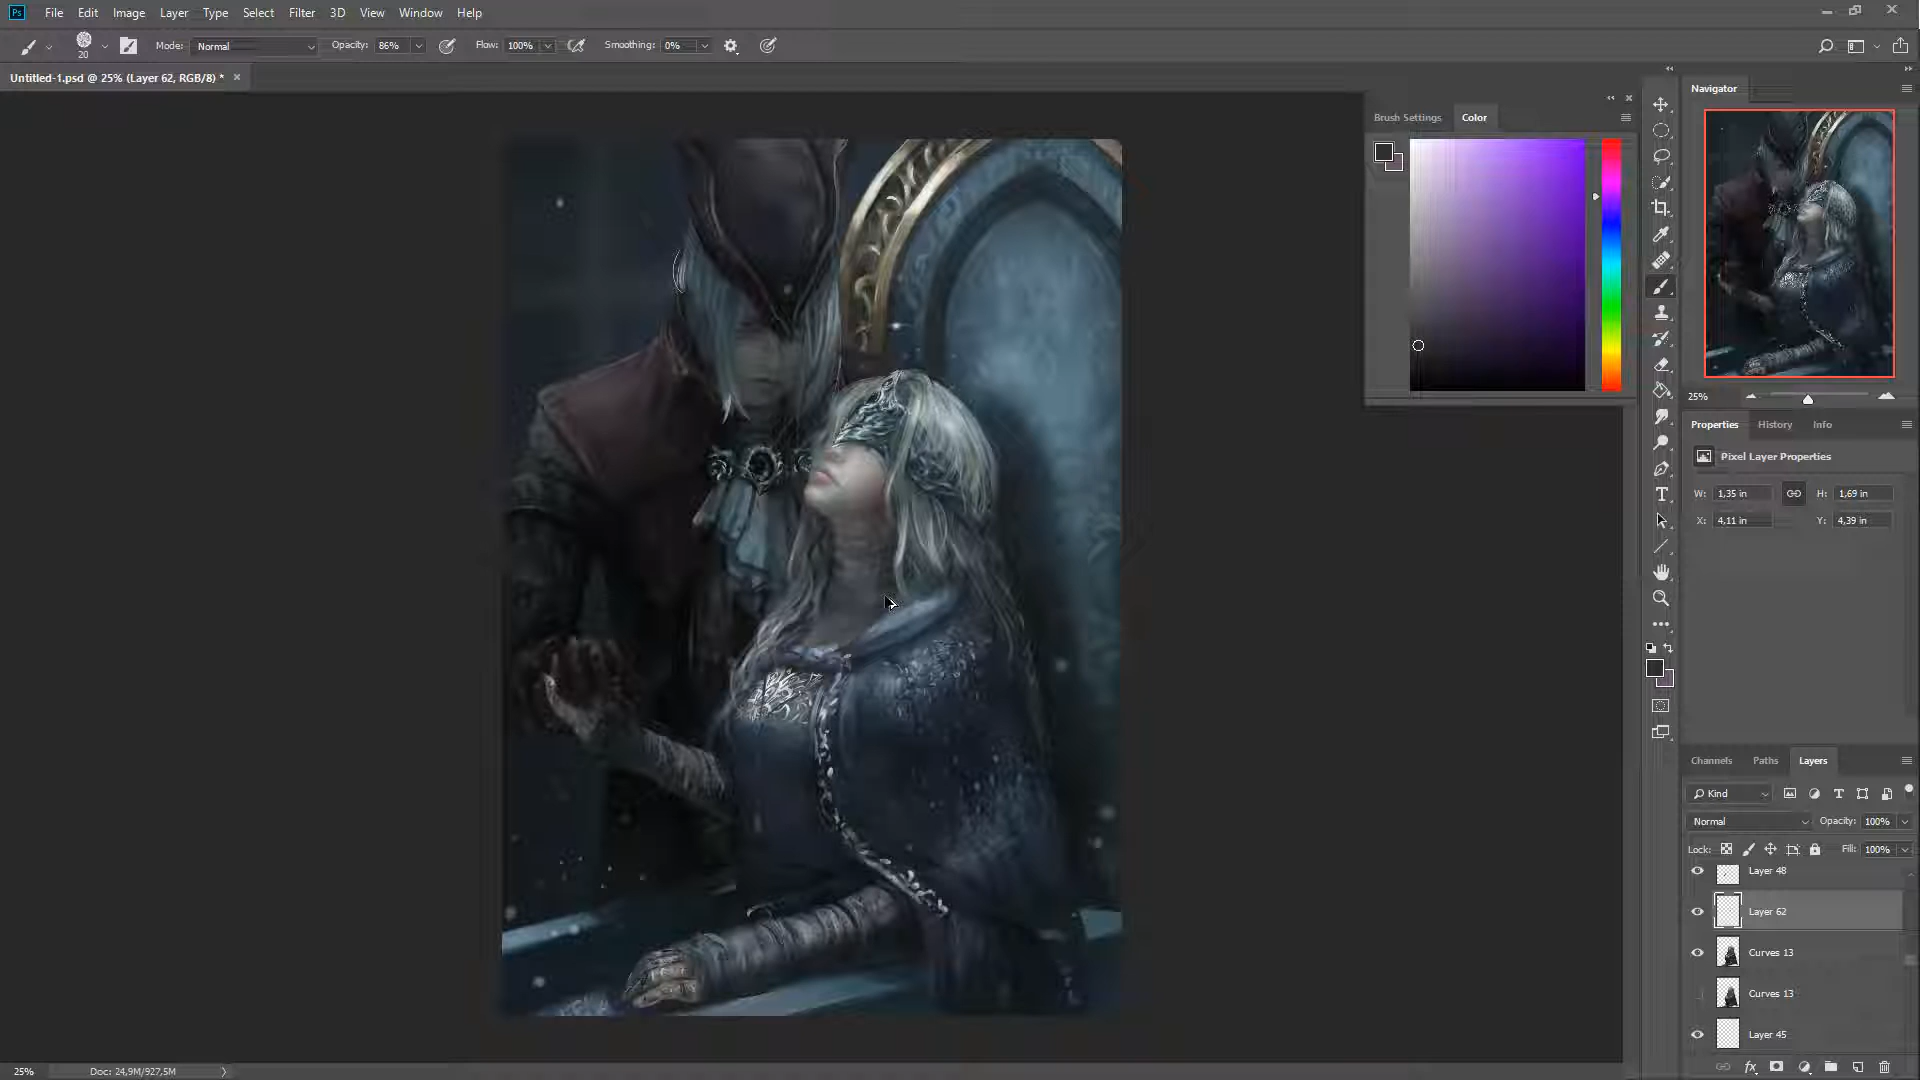 Ps File Edit Image Layer Type Select Filter 3D View Window Help
20 Mode: Normal Opacity: 86% Flow: 100% Smoothing: 0%
Untitled-1.psd @ 25% (Layer 62, RGB/8) * ×
Brush Settings Color
Navigator
25%
Properties History Info
Pixel Layer Properties
W: 1,35 in H: 1,69 in
X: 4,11 in Y: 4,39 in
Channels Paths Layers
Kind
Normal Opacity: 100%
Lock: Fill: 100%
Layer 48
Layer 62
Curves 13
Curves 13
Layer 45
fx
25% Doc: 24,9M/927,5M